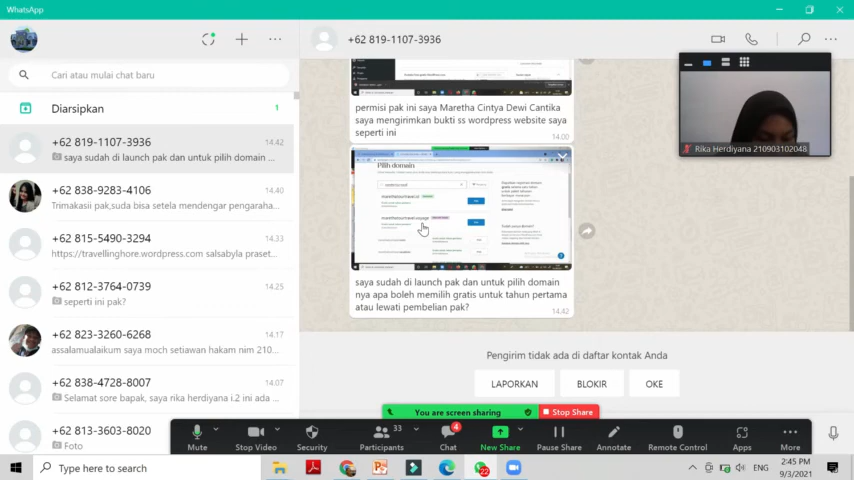 WhatsApp
+62 819-1107-3936
Cari atau mulai chat baru
Diarsipkan
1
+62 819-1107-3936
14.42
saya sudah di launch pak dan untuk pilih domain ...
+62 838-9283-4106
14.40
Trimakasii pak,suda bisa setela mendengar pengaraha...
+62 815-5490-3294
14.33
https://travellinghore.wordpress.com salsabyla praset...
+62 812-3764-0739
14.25
seperti ini pak?
+62 823-3260-6268
14.17
assalamualaikum saya moch setiawan hakam nim 210...
+62 838-4728-8007
14.07
Selamat sore bapak, saya rika herdiyana i.2 ini ada ...
+62 813-3603-8020
Foto
permisi pak ini saya Maretha Cintya Dewi Cantika
saya mengirimkan bukti ss wordpress website saya
seperti ini
14.00
Pilih domain
saya sudah di launch pak dan untuk pilih domain
nya apa boleh memilih gratis untuk tahun pertama
atau lewati pembelian pak?
14.42
Rika Herdiyana 210903102048
Pengirim tidak ada di daftar kontak Anda
LAPORKAN
BLOKIR
OKE
You are screen sharing
Stop Share
Mute
Stop Video
Security
33
Participants
4
Chat
New Share
Pause Share
Annotate
Remote Control
Apps
More
Type here to search
22
ENG
2:45 PM
9/3/2021